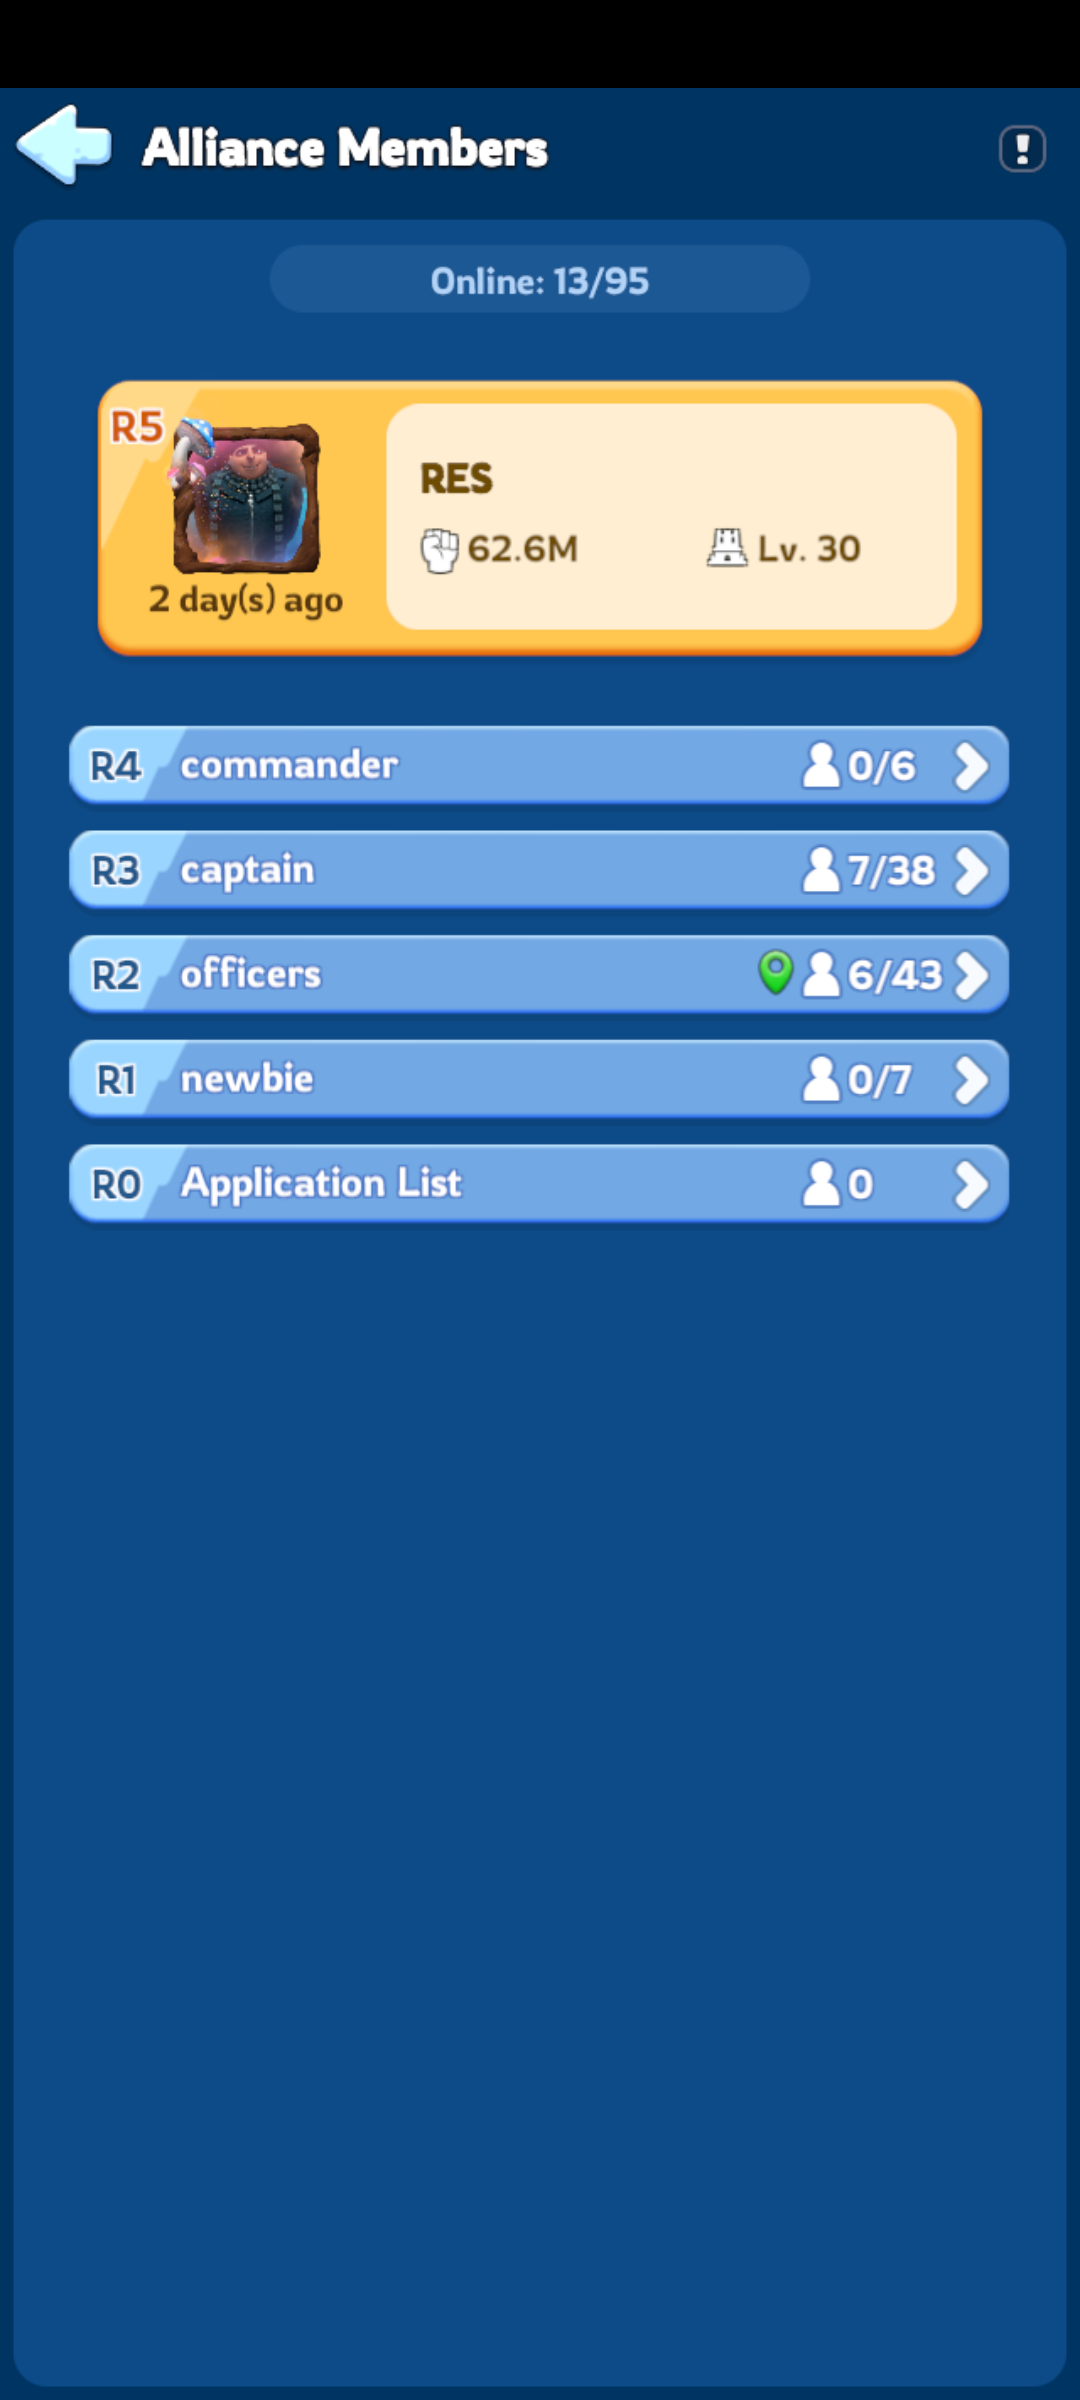 Alliance Members
Online: 13/95
R5
RES
62.6M
Lv. 30
2 day(s) ago
R4 commander 0/6
R3 captain 7/38
R2 officers 6/43
R1 newbie 0/7
R0 Application List 0